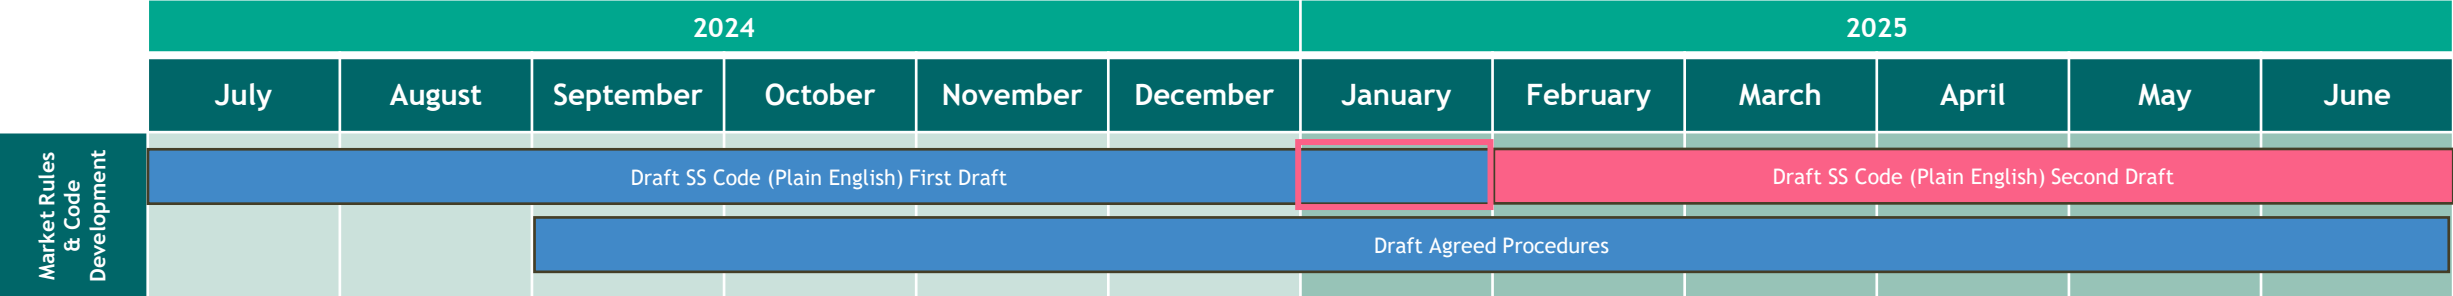 2024
2025
July
August
September
October
November
December
January
February
March
April
May
June
Market Rules
& Code
Development
Draft SS Code (Plain English) First Draft
Draft SS Code (Plain English) Second Draft
Draft Agreed Procedures